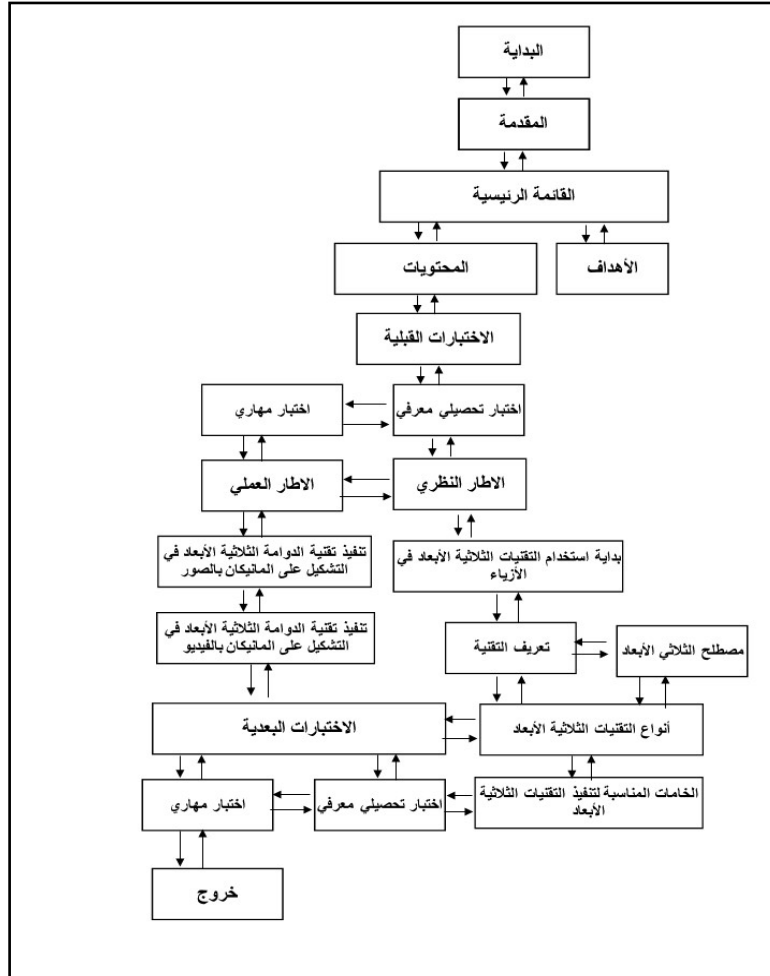 البداية
المقدمة
القائمة الرئيسية
الأهداف
المحتويات
الاختبارات القبلية
اختبار تحصيلي معرفي
اختبار مهاري
الاطار النظري
الاطار العملي
بداية استخدام التقنيات الثلاثية الأبعاد في
الأزياء
تنفيذ تقنية الدوامة الثلاثية الأبعاد في
التشكيل على المانيكان بالصور
تعريف التقنية
مصطلح الثلاثي الأبعاد
تنفيذ تقنية الدوامة الثلاثية الأبعاد في
التشكيل على المانيكان بالفيديو
أنواع التقنيات الثلاثية الأبعاد
الاختبارات البعدية
الخامات المناسبة لتنفيذ التقنيات الثلاثية
الأبعاد
اختبار تحصيلي معرفي
اختبار مهاري
خروج